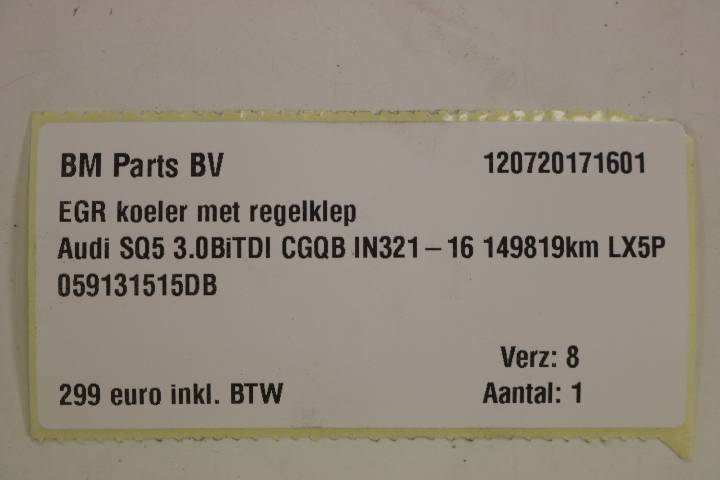 BM Parts BV 120720171601
EGR koeler met regelklep
Audi SQ5 3.0BiTDI CGQB IN321-16 149819km LX5P
059131515DB
Verz: 8
299 euro inkl. BTW Aantal: 1